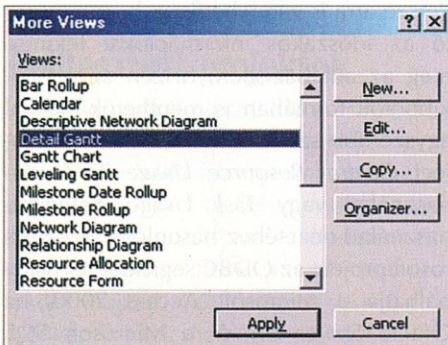 More Views
Views:
Bar Rollup
Calendar
Descriptive Network Diagram
Detail Gantt
Gantt Chart
Leveling Gantt
Milestone Date Rollup
Milestone Rollup
Network Diagram
Relationship Diagram
Resource Allocation
Resource Form
New...
Edit...
Copy...
Organizer...
Apply
Cancel